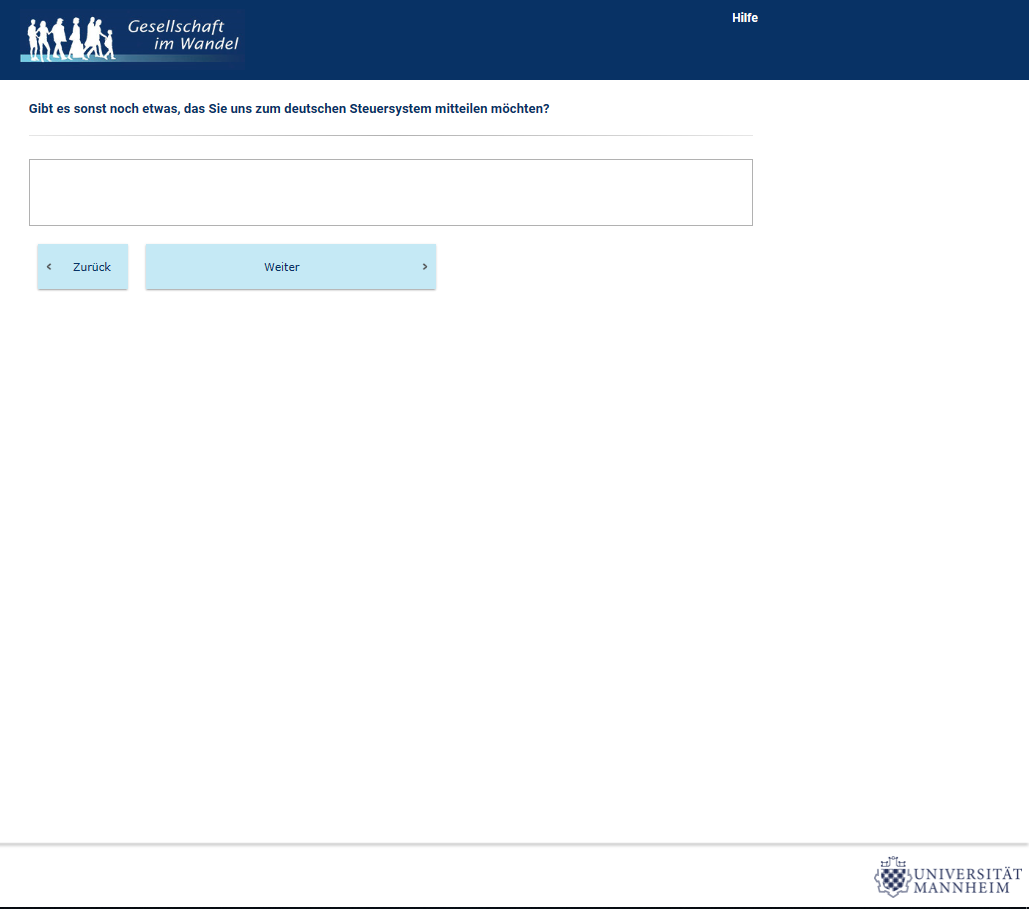 Gesellschaft
im Wandel
Hilfe
Gibt es sonst noch etwas, das Sie uns zum deutschen Steuersystem mitteilen möchten?
‹ Zurück
Weiter ›
UNIVERSITÄT
MANNHEIM